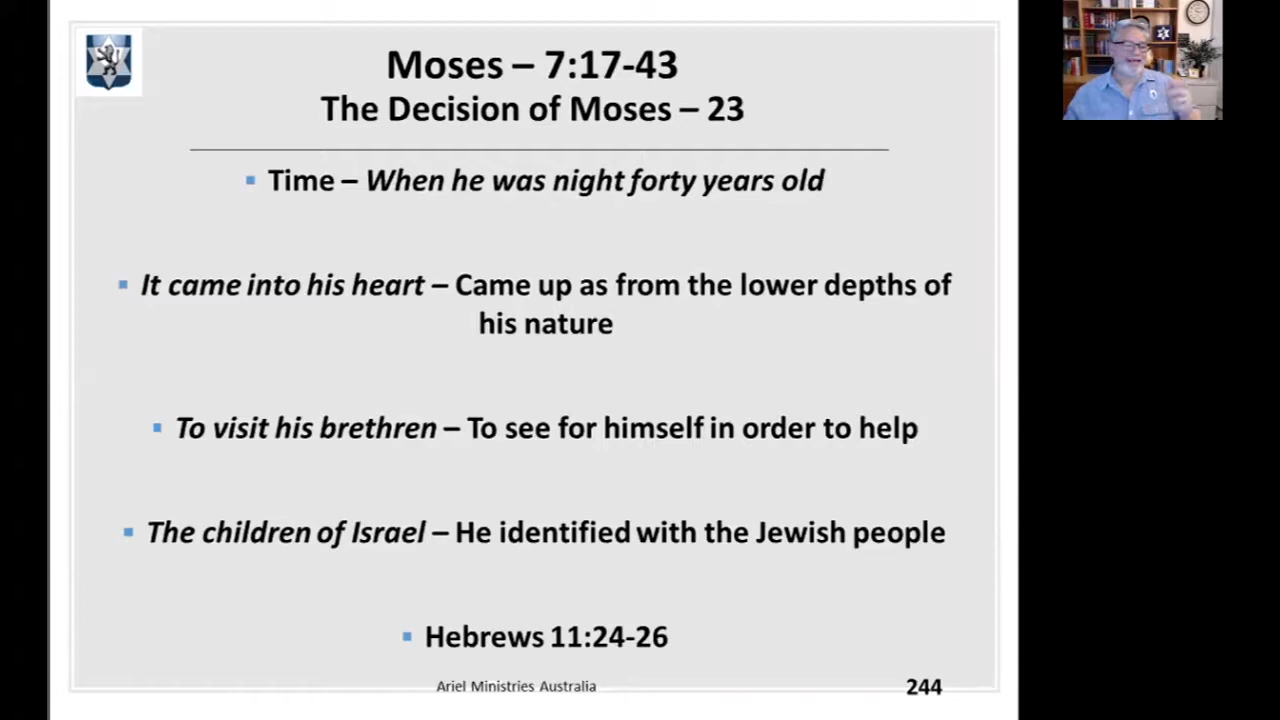 Moses – 7:17-43
The Decision of Moses – 23
Time – When he was night forty years old
It came into his heart – Came up as from the lower depths of
his nature
To visit his brethren – To see for himself in order to help
The children of Israel – He identified with the Jewish people
Hebrews 11:24-26
Ariel Ministries Australia
244